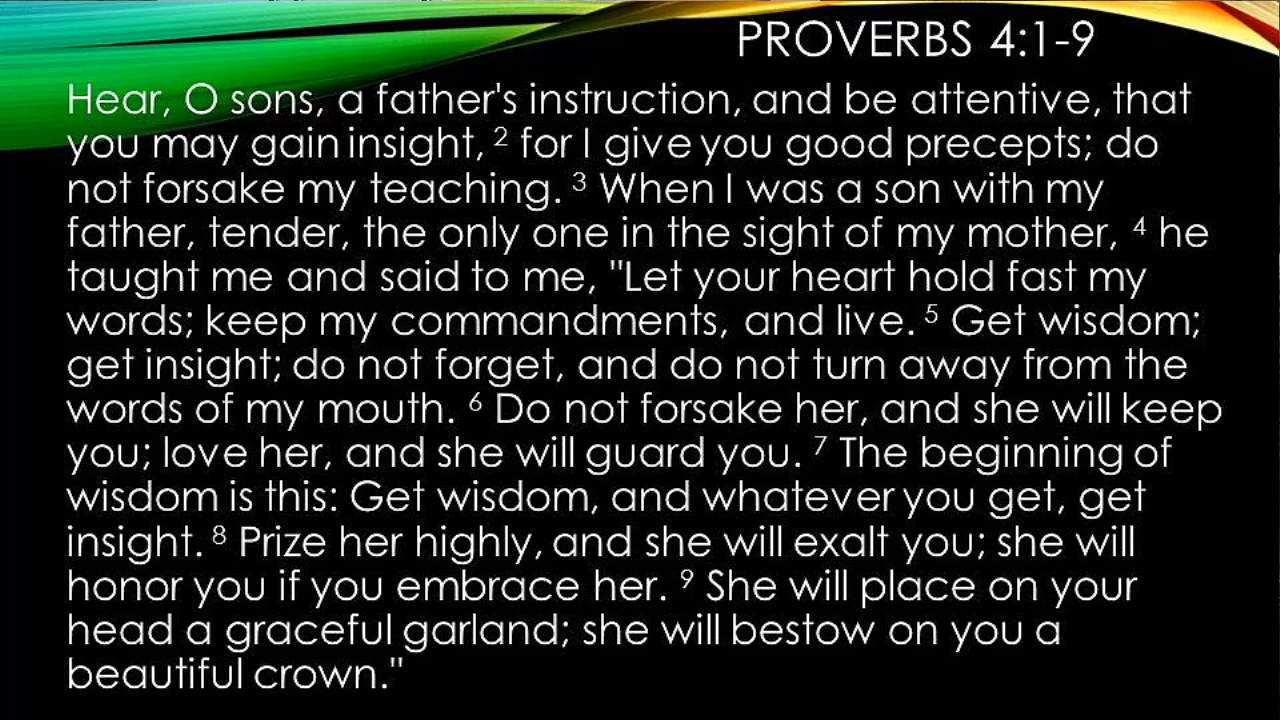 PROVERBS 4:1-9
Hear, O sons, a father's instruction, and be attentive, that
you may gain insight, 2 for I give you good precepts; do
not forsake my teaching. 3 When I was a son with my
father, tender, the only one in the sight of my mother, 4 he
taught me and said to me, "Let your heart hold fast my
words; keep my commandments, and live. 5 Get wisdom;
get insight; do not forget, and do not turn away from the
words of my mouth. 6 Do not forsake her, and she will keep
you; love her, and she will guard you. 7 The beginning of
wisdom is this: Get wisdom, and whatever you get, get
insight. 8 Prize her highly, and she will exalt you; she will
honor you if you embrace her. 9 She will place on your
head a graceful garland; she will bestow on you a
beautiful crown."